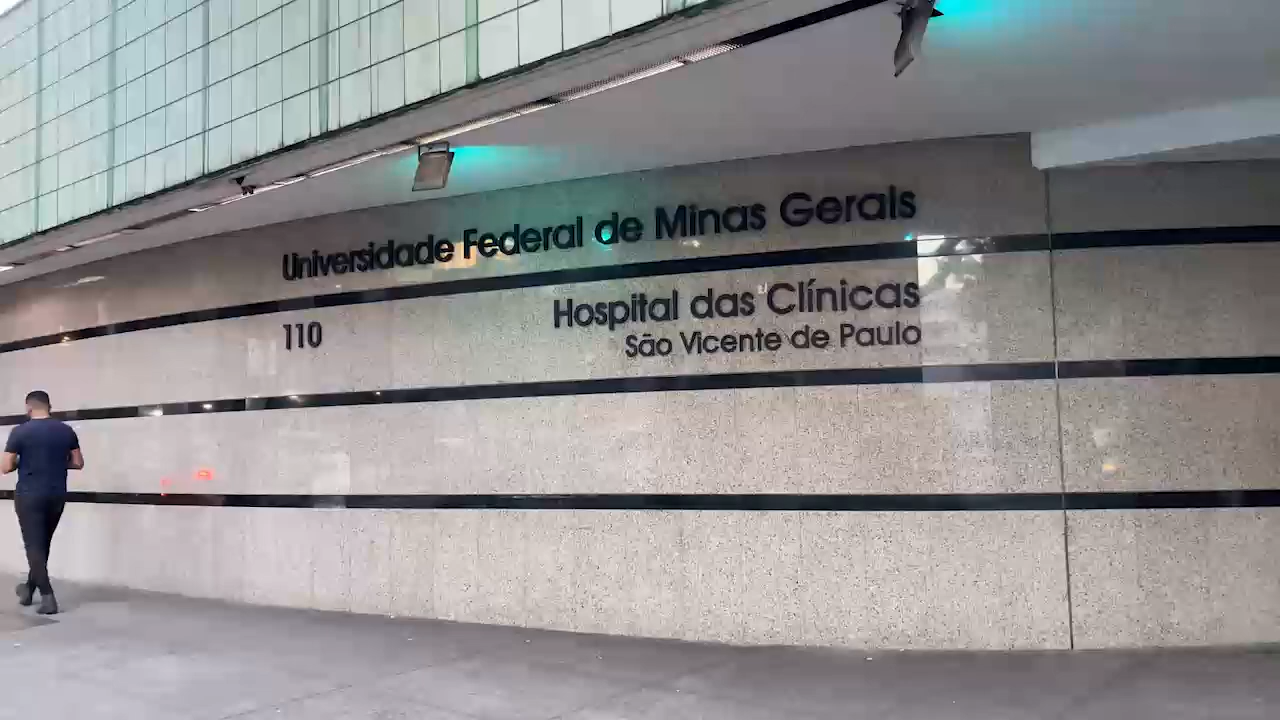 Universidade Federal de Minas Gerais
110
Hospital das Clínicas
São Vicente de Paulo